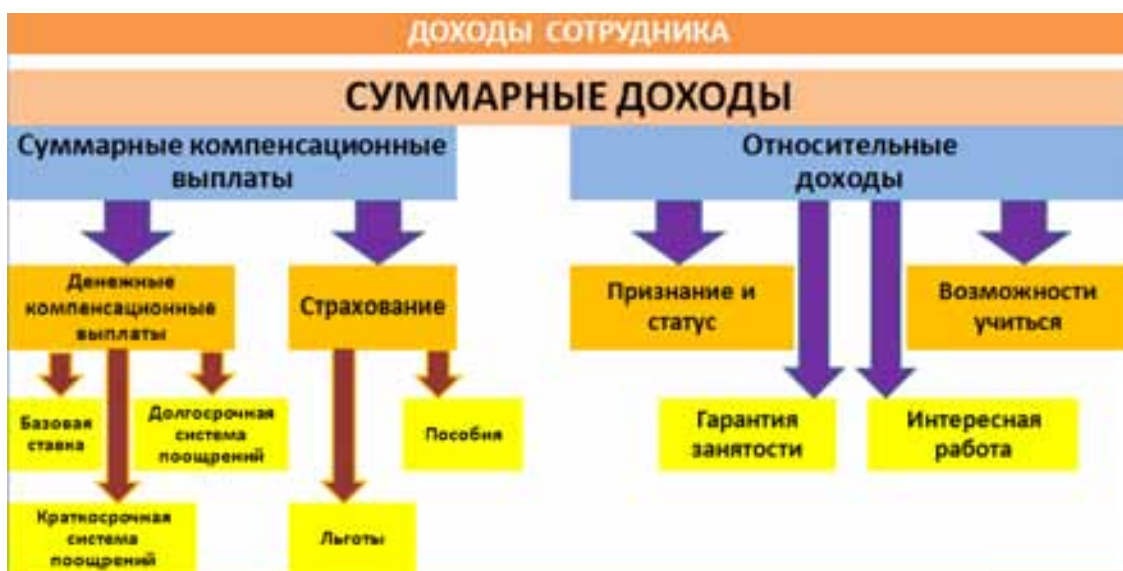 ДОХОДЫ СОТРУДНИКА
СУММАРНЫЕ ДОХОДЫ
Суммарные компенсационные
выплаты
Относительные
доходы
Денежные
компенсационные
выплаты
Страхование
Признание и
статус
Возможности
учиться
Базовая
ставка
Долгосрочная
система
поощрений
Пособия
Гарантия
занятости
Интересная
работа
Краткосрочная
система
поощрений
Льготы